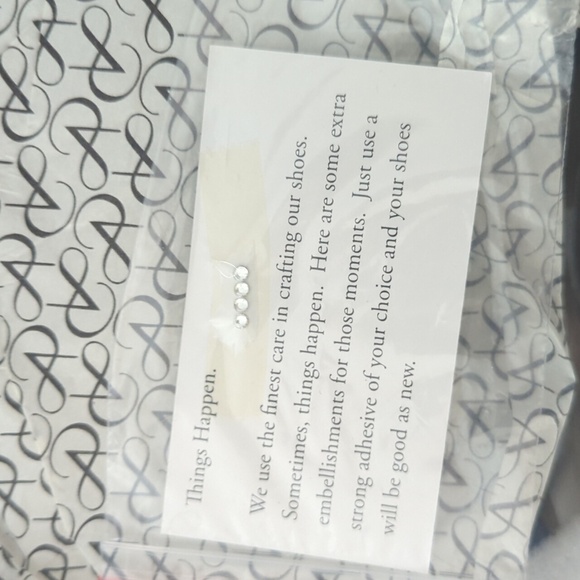 Things Happen.
We use the finest care in crafting our shoes.
Sometimes, things happen. Here are some extra
embellishments for those moments. Just use a
strong adhesive of your choice and your shoes
will be good as new.